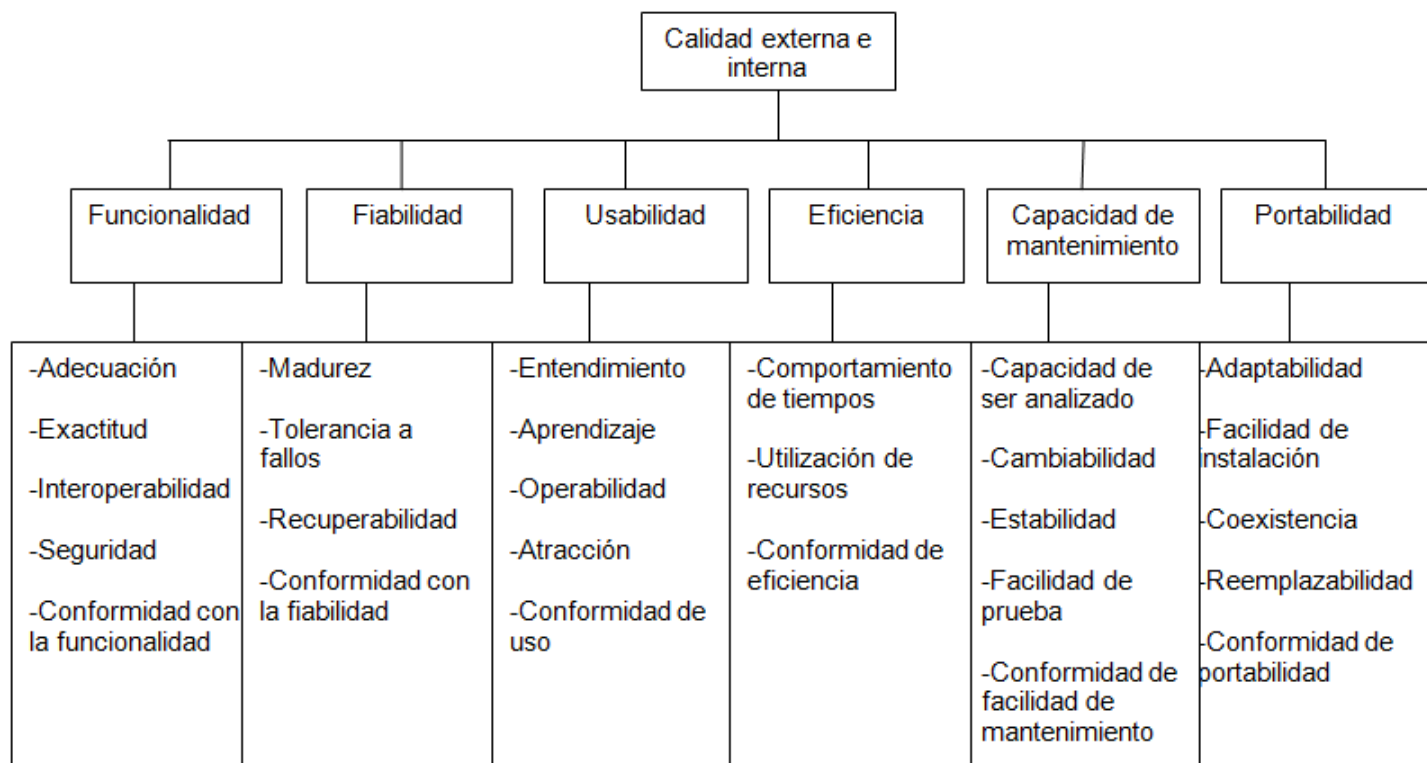 Calidad externa e
interna
Funcionalidad
Fiabilidad
Usabilidad
Eficiencia
Capacidad de
mantenimiento
Portabilidad
-Adecuación
-Exactitud
-Interoperabilidad
-Seguridad
-Conformidad con
la funcionalidad
-Madurez
-Tolerancia a
fallos
-Recuperabilidad
-Conformidad con
la fiabilidad
-Entendimiento
-Aprendizaje
-Operabilidad
-Atracción
-Conformidad de
uso
-Comportamiento
de tiempos
-Utilización de
recursos
-Conformidad de
eficiencia
-Capacidad de
ser analizado
-Cambiabilidad
-Estabilidad
-Facilidad de
prueba
-Conformidad de
facilidad de
mantenimiento
-Adaptabilidad
-Facilidad de
instalación
-Coexistencia
-Reemplazabilidad
-Conformidad de
portabilidad